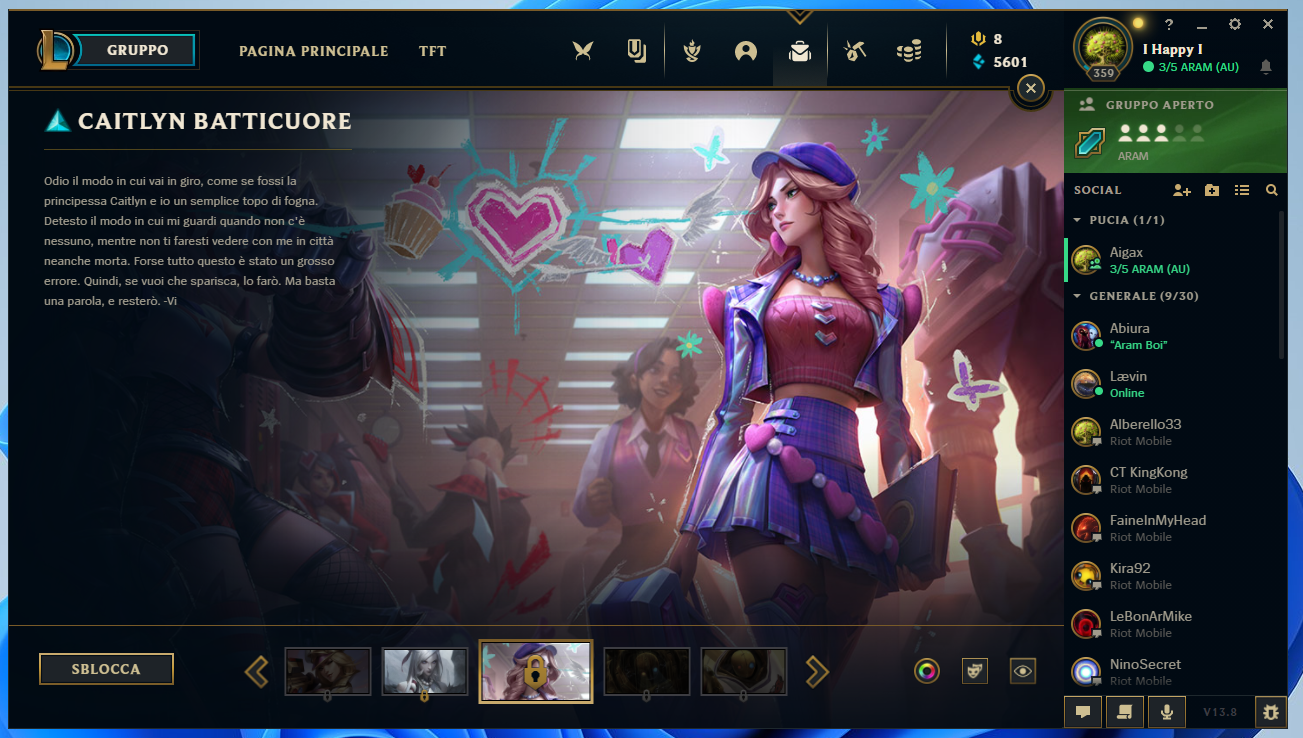 GRUPPO
PAGINA PRINCIPALE
TFT
8
5601
359
?
I Happy I
3/5 ARAM (AU)
CAITLYN BATTICUORE
Odio il modo in cui vai in giro, come se fossi la
principessa Caitlyn e io un semplice topo di fogna.
Detesto il modo in cui mi guardi quando non c'è
nessuno, mentre non ti faresti vedere con me in città
neanche morta. Forse tutto questo è stato un grosso
errore. Quindi, se vuoi che sparisca, lo farò. Ma basta
una parola, e resterò. -Vi
SBLOCCA
GRUPPO APERTO
ARAM
SOCIAL
PUCIA (1/1)
Aigax
3/5 ARAM (AU)
GENERALE (9/30)
Abiura
“Aram Boi”
Lævin
Online
Alberello33
Riot Mobile
CT KingKong
Riot Mobile
FaineInMyHead
Riot Mobile
Kira92
Riot Mobile
LeBonArMike
Riot Mobile
NinoSecret
Riot Mobile
V13.8